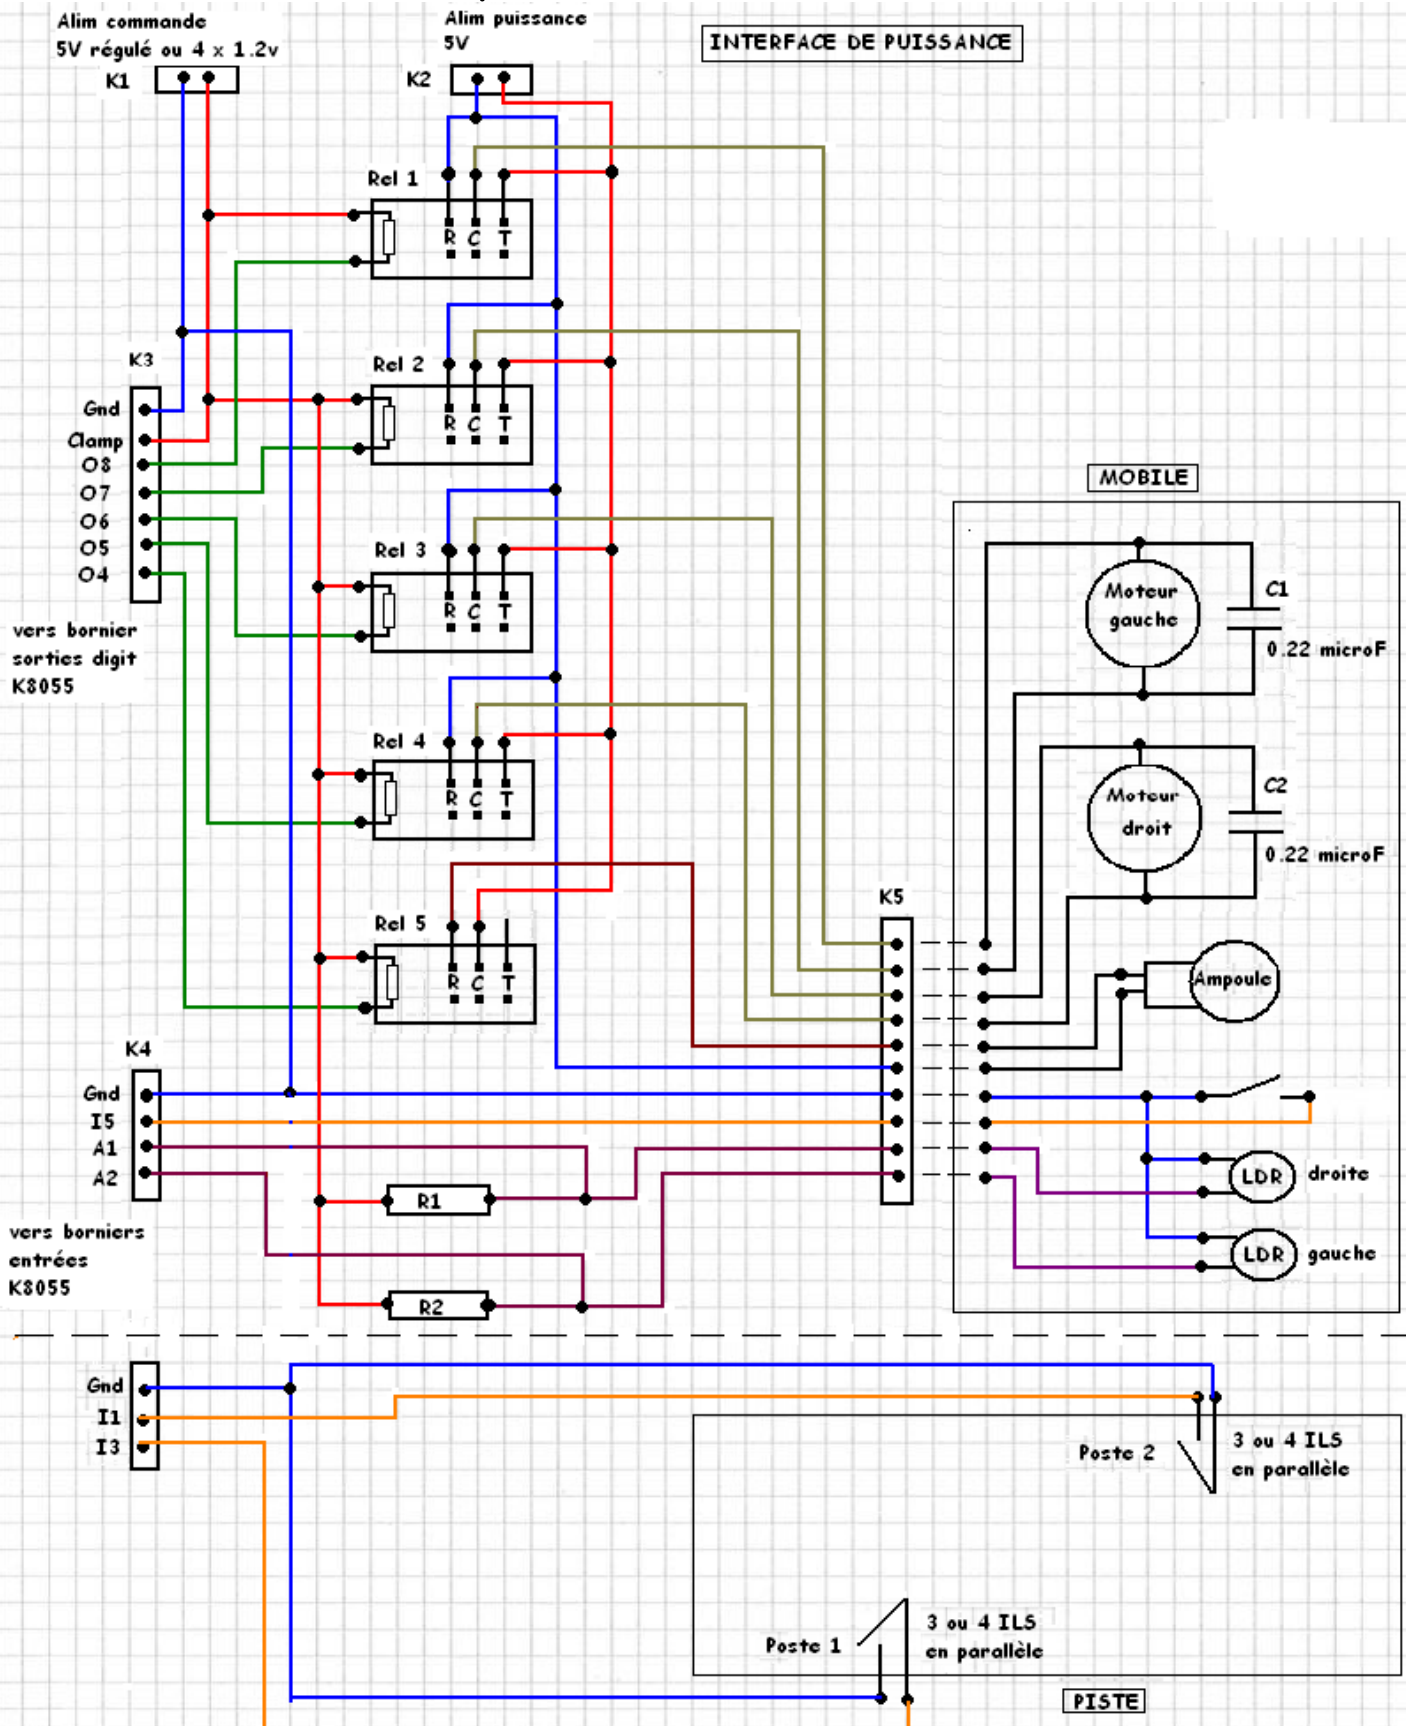 Alim commande
5V régulé ou 4 x 1.2v
K1
Alim puissance
5V
K2
INTERFACE DE PUISSANCE
Rel 1
R C T
Rel 2
R C T
K3
Gnd
Clamp
O8
O7
O6
O5
O4
vers bornier
sorties digit
K8055
Rel 3
R C T
Rel 4
R C T
Rel 5
R C T
MOBILE
Moteur
gauche
C1
0.22 microF
Moteur
droit
C2
0.22 microF
K5
Ampoule
K4
Gnd
I5
A1
A2
R1
R2
LDR droite
LDR gauche
vers borniers
entrées
K8055
Gnd
I1
I3
Poste 2
3 ou 4 ILS
en parallèle
Poste 1
3 ou 4 ILS
en parallèle
PISTE